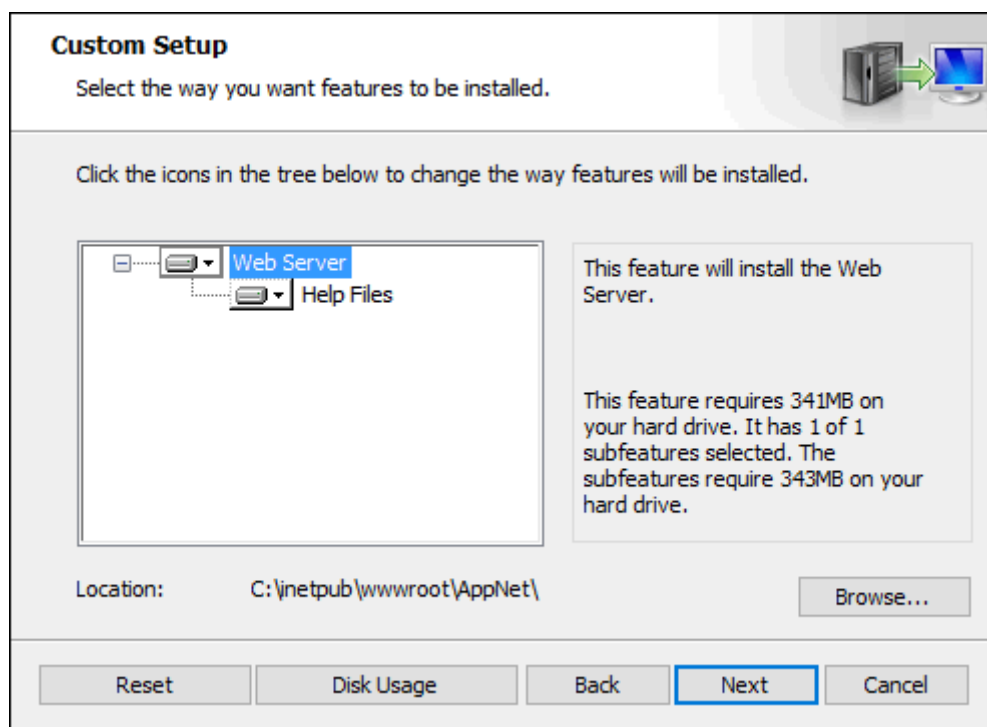 Custom Setup
Select the way you want features to be installed.
Click the icons in the tree below to change the way features will be installed.
Web Server
Help Files
This feature will install the Web
Server.
This feature requires 341MB on
your hard drive. It has 1 of 1
subfeatures selected. The
subfeatures require 343MB on your
hard drive.
Location: C:\inetpub\wwwroot\AppNet\
Browse...
Reset Disk Usage Back Next Cancel